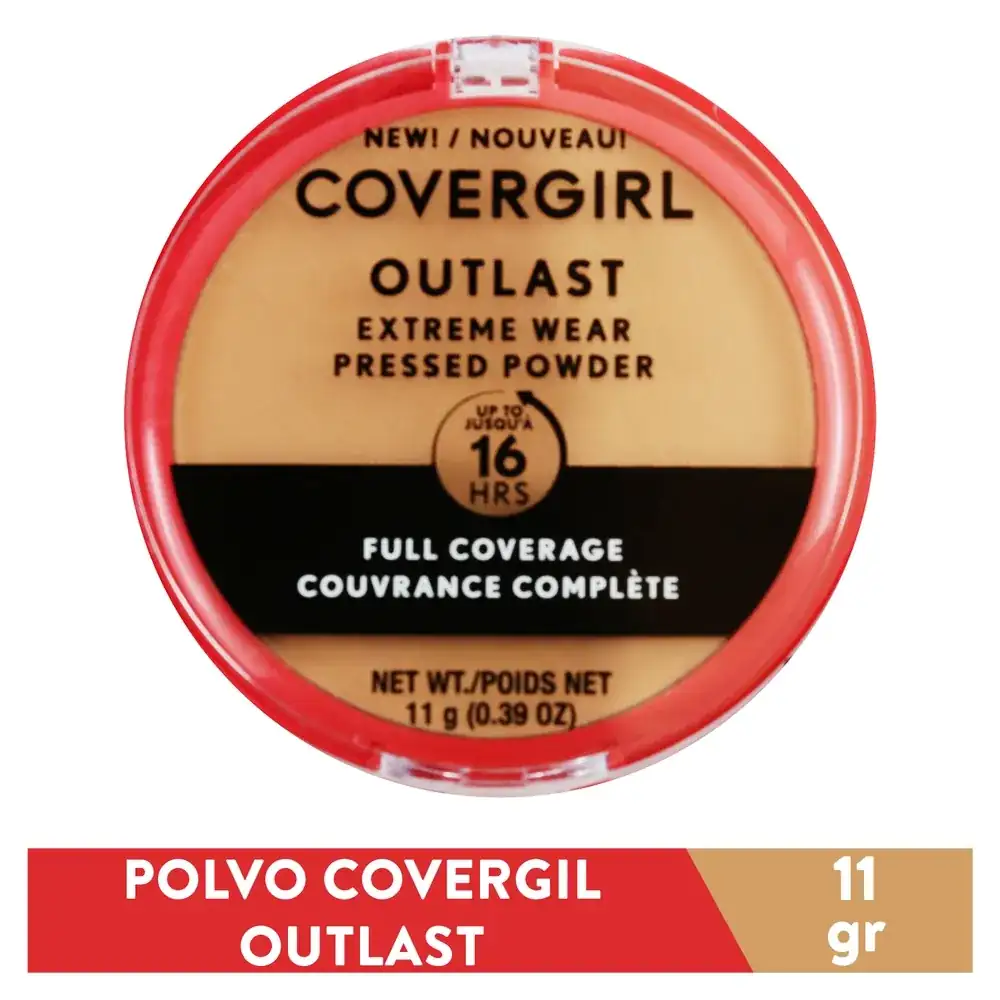 NEW! / NOUVEAU!
COVERGIRL
OUTLAST
EXTREME WEAR
PRESSED POWDER
UP TO
JUSQU'À
16
HRS
FULL COVERAGE
COUVRANCE COMPLÈTE
NET WT./POIDS NET
11 g (0.39 OZ)
POLVO COVERGIL
OUTLAST
11
gr